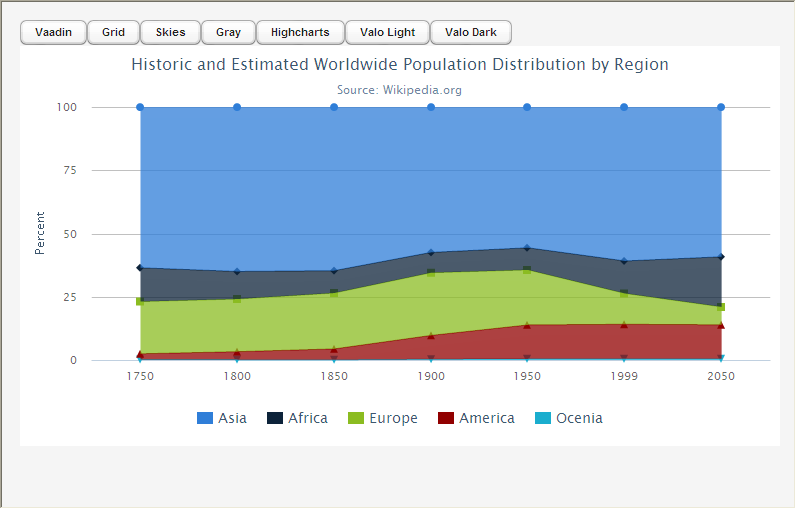 Vaadin Grid Skies Gray Highcharts Valo Light Valo Dark
Historic and Estimated Worldwide Population Distribution by Region
Source: Wikipedia.org
100
75
50
25
0
Percent
1750 1800 1850 1900 1950 1999 2050
Asia Africa Europe America Ocenia